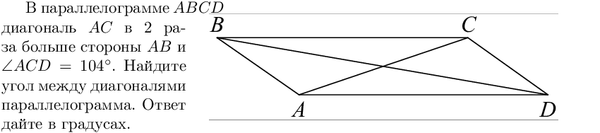 В параллелограмме ABCD
диагональ AC в 2 ра-
за больше стороны AB и
∠ACD = 104°. Найдите
угол между диагоналями
параллелограмма. Ответ
дайте в градусах.
B
C
A
D